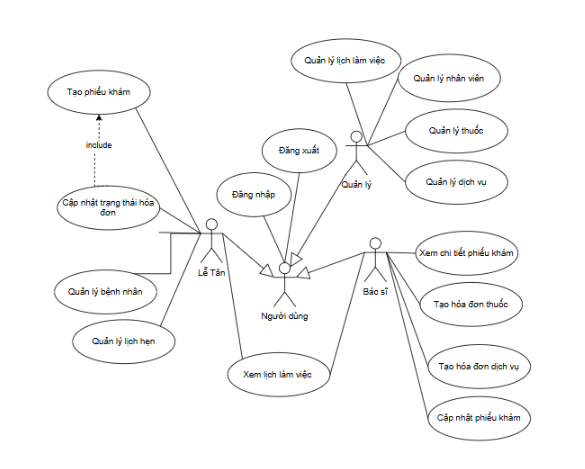 Quản lý lịch làm việc
Quản lý nhân viên
Tạo phiếu khám
Quản lý thuốc
include
Đăng xuất
Quản lý dịch vụ
Quản lý
Đăng nhập
Cập nhật trạng thái hóa
đơn
Xem chi tiết phiếu khám
Lễ Tân
Quản lý bệnh nhân
Bác sĩ
Tạo hóa đơn thuốc
Người dùng
Quản lý lịch hẹn
Tạo hóa đơn dịch vụ
Xem lịch làm việc
Cập nhật phiếu khám